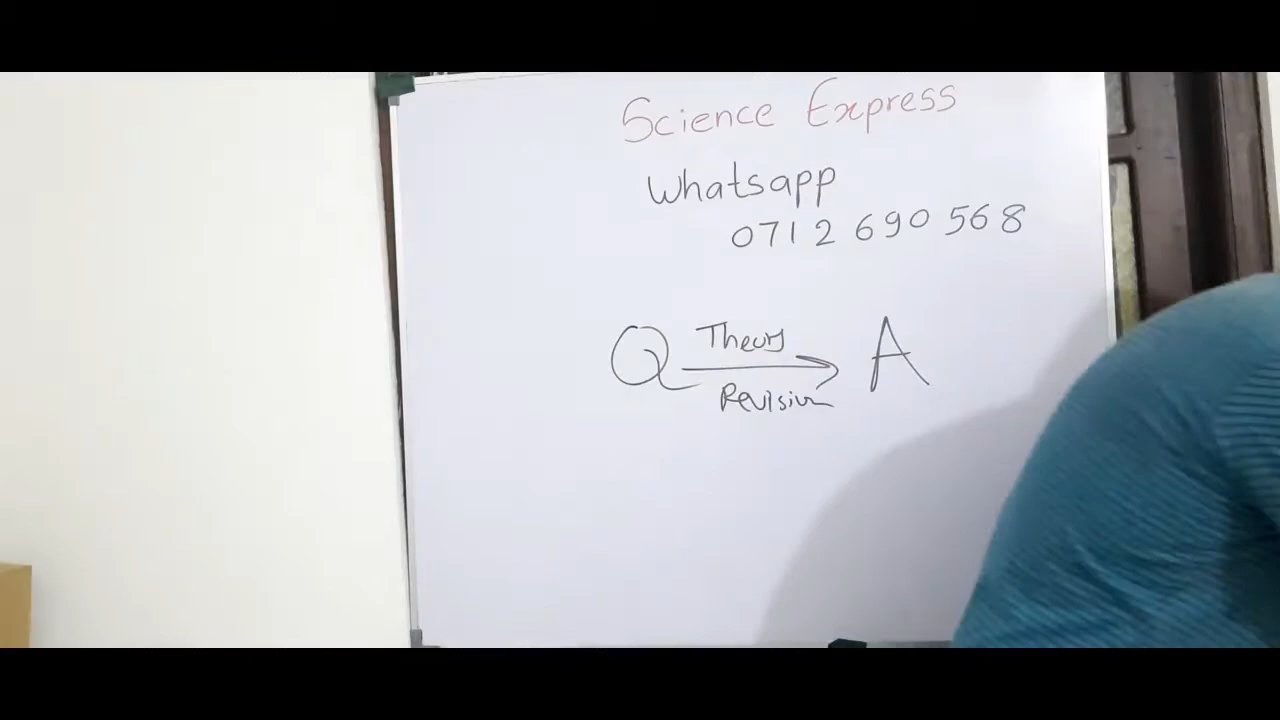 Science Express
Whatsapp
0712 690 568
Theory
Q A
Revision